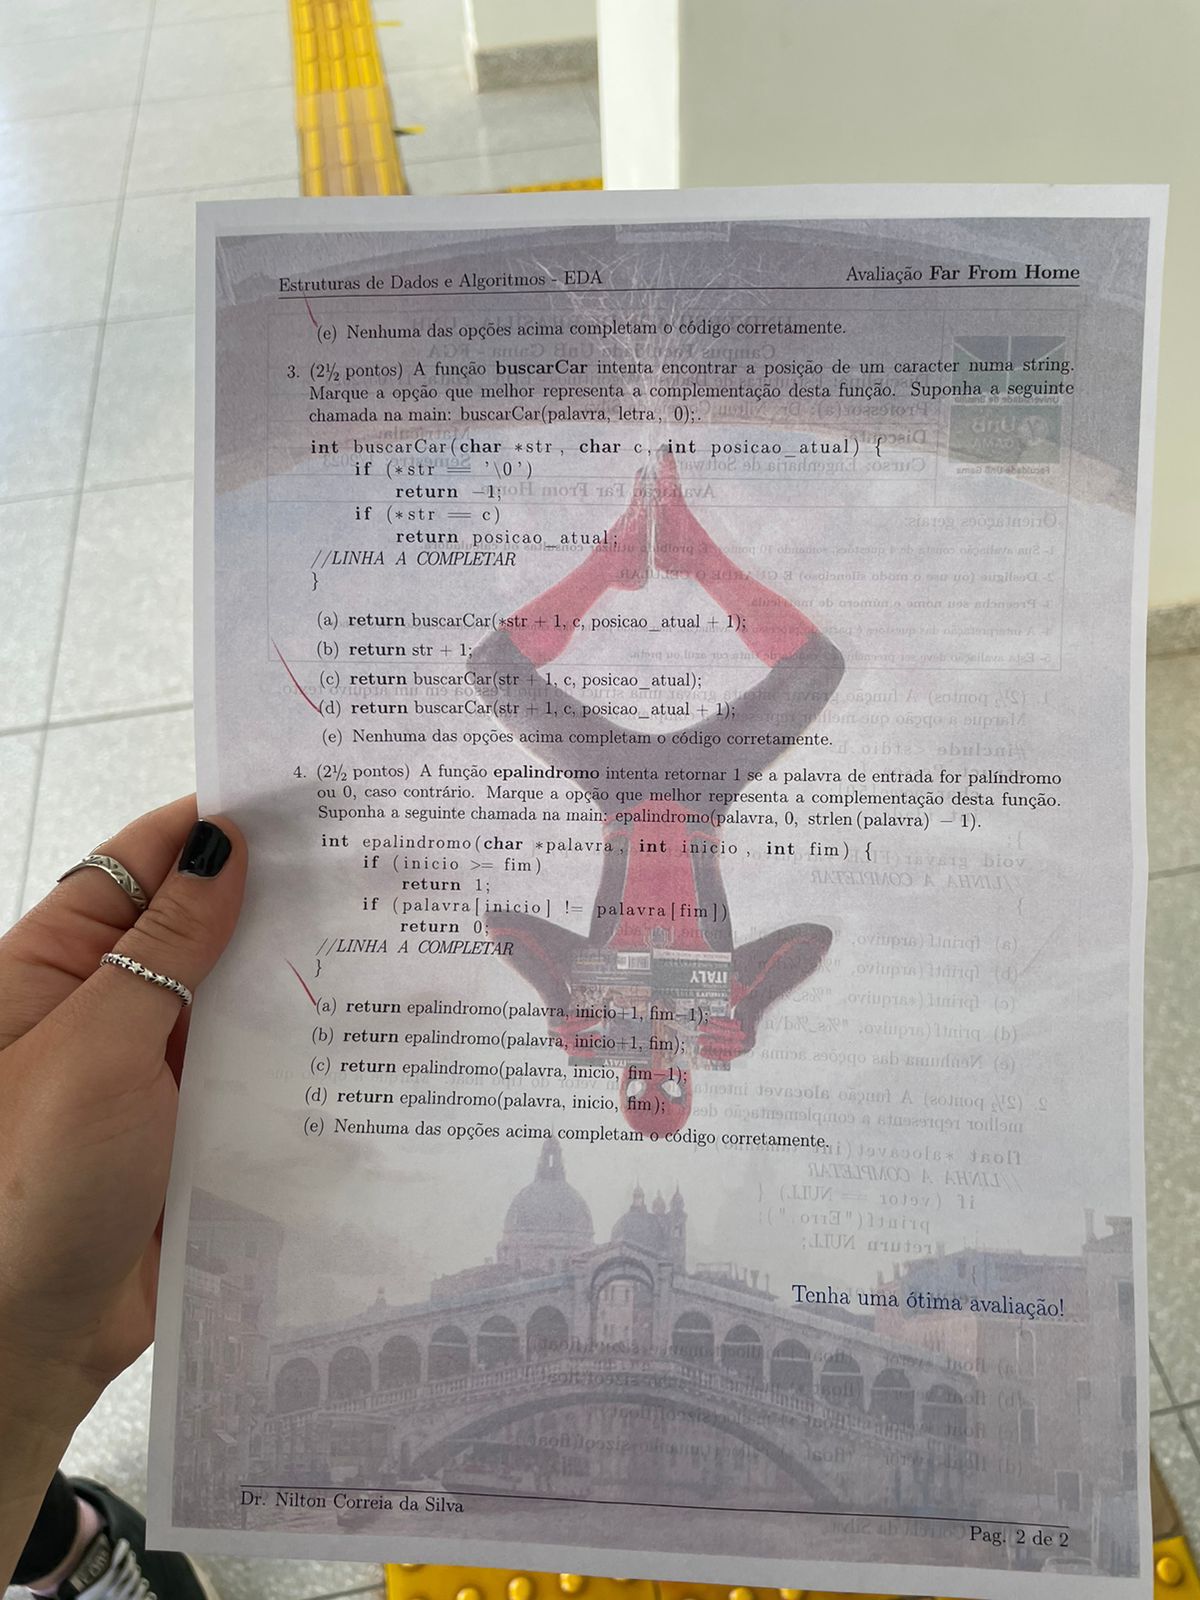 Estruturas de Dados e Algoritmos - EDA Avaliação Far From Home
(e) Nenhuma das opções acima completam o código corretamente.
3. (2½ pontos) A função buscarCar intenta encontrar a posição de um caracter numa string.
Marque a opção que melhor representa a complementação desta função. Suponha a seguinte
chamada na main: buscarCar(palavra, letra, 0);.
int buscarCar(char *str, char c, int posicao_atual) {
if (*str == '\0')
return -1;
if (*str == c)
return posicao_atual;
//LINHA A COMPLETAR
}
(a) return buscarCar(*str + 1, c, posicao_atual + 1);
(b) return str + 1;
(c) return buscarCar(str + 1, c, posicao_atual);
(d) return buscarCar(str + 1, c, posicao_atual + 1);
(e) Nenhuma das opções acima completam o código corretamente.
4. (2½ pontos) A função epalindromo intenta retornar 1 se a palavra de entrada for palíndromo
ou 0, caso contrário. Marque a opção que melhor representa a complementação desta função.
Suponha a seguinte chamada na main: epalindromo(palavra, 0, strlen(palavra) - 1).
int epalindromo(char *palavra, int inicio, int fim) {
if (inicio >= fim)
return 1;
if (palavra[inicio] != palavra[fim])
return 0;
//LINHA A COMPLETAR
}
(a) return epalindromo(palavra, inicio+1, fim-1);
(b) return epalindromo(palavra, inicio+1, fim);
(c) return epalindromo(palavra, inicio, fim-1);
(d) return epalindromo(palavra, inicio, fim);
(e) Nenhuma das opções acima completam o código corretamente.
ITALY
Tenha uma ótima avaliação!
Dr. Nilton Correia da Silva
Pag. 2 de 2